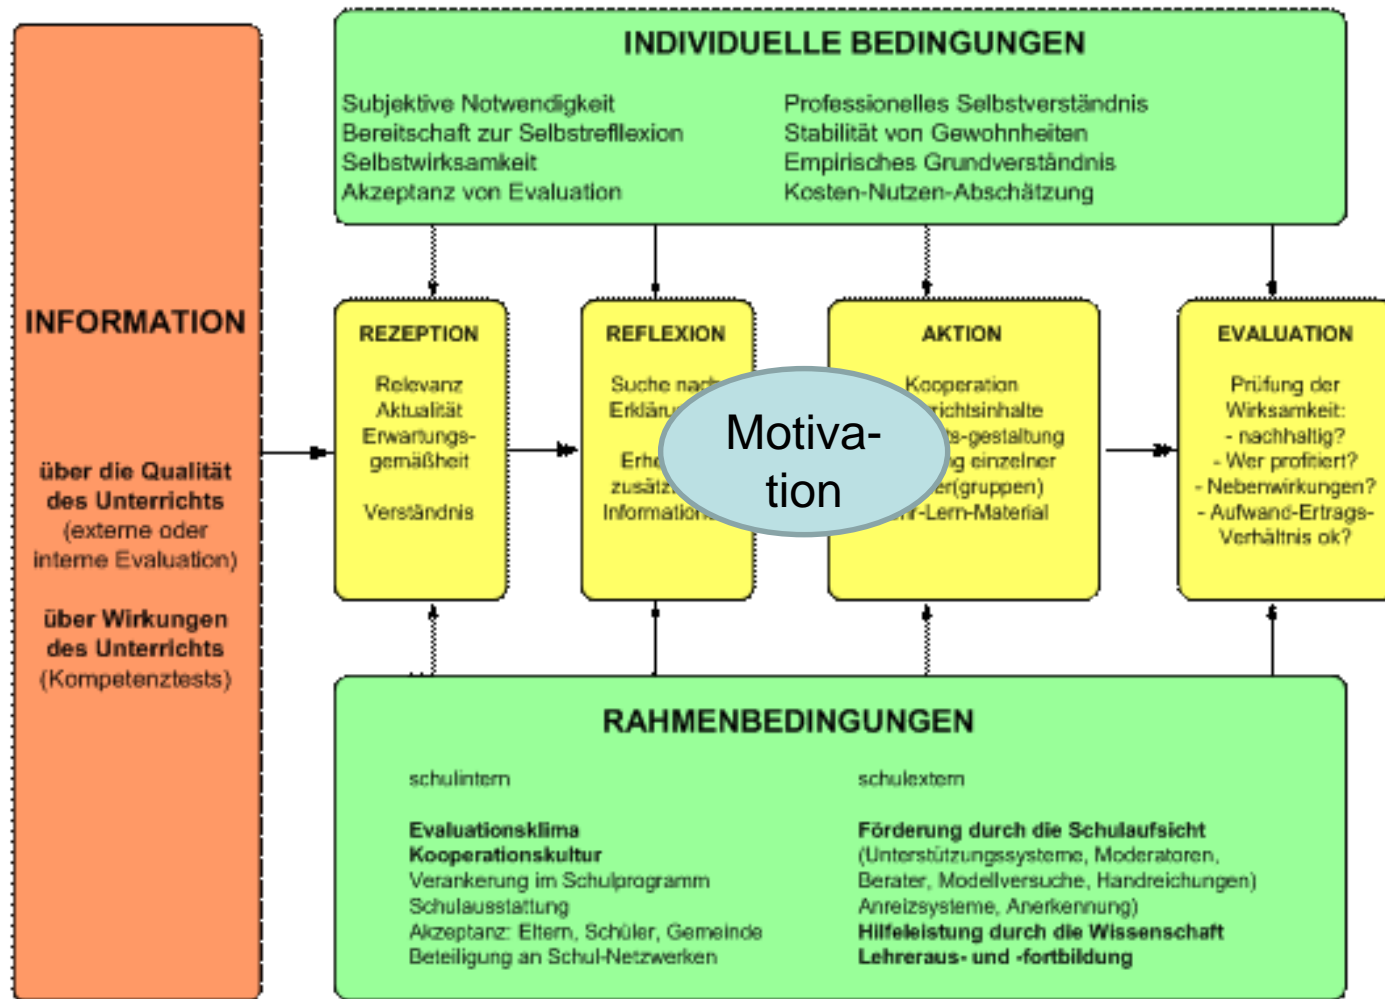 INFORMATION
über die Qualität
des Unterrichts
(externe oder
interne Evaluation)
über Wirkungen
des Unterrichts
(Kompetenztests)
INDIVIDUELLE BEDINGUNGEN
Subjektive Notwendigkeit
Bereitschaft zur Selbstrefllexion
Selbstwirksamkeit
Akzeptanz von Evaluation
Professionelles Selbstverständnis
Stabilität von Gewohnheiten
Empirisches Grundverständnis
Kosten-Nutzen-Abschätzung
REZEPTION
Relevanz
Aktualität
Erwartungs-
gemäßheit
Verständnis
REFLEXION
Suche nach
Motiva-
tion
AKTION
Kooperation
einzelner
EVALUATION
Prüfung der
Wirksamkeit:
- nachhaltig?
- Wer profitiert?
- Nebenwirkungen?
- Aufwand-Ertrags-
Verhältnis ok?
RAHMENBEDINGUNGEN
schulintern
Evaluationsklima
Kooperationskultur
Verankerung im Schulprogramm
Schulausstattung
Akzeptanz: Eltern, Schüler, Gemeinde
Beteiligung an Schul-Netzwerken
schulextern
Förderung durch die Schulaufsicht
(Unterstützungssysteme, Moderatoren,
Berater, Modellversuche, Handreichungen)
Anreizsysteme, Anerkennung)
Hilfeleistung durch die Wissenschaft
Lehreraus- und -fortbildung